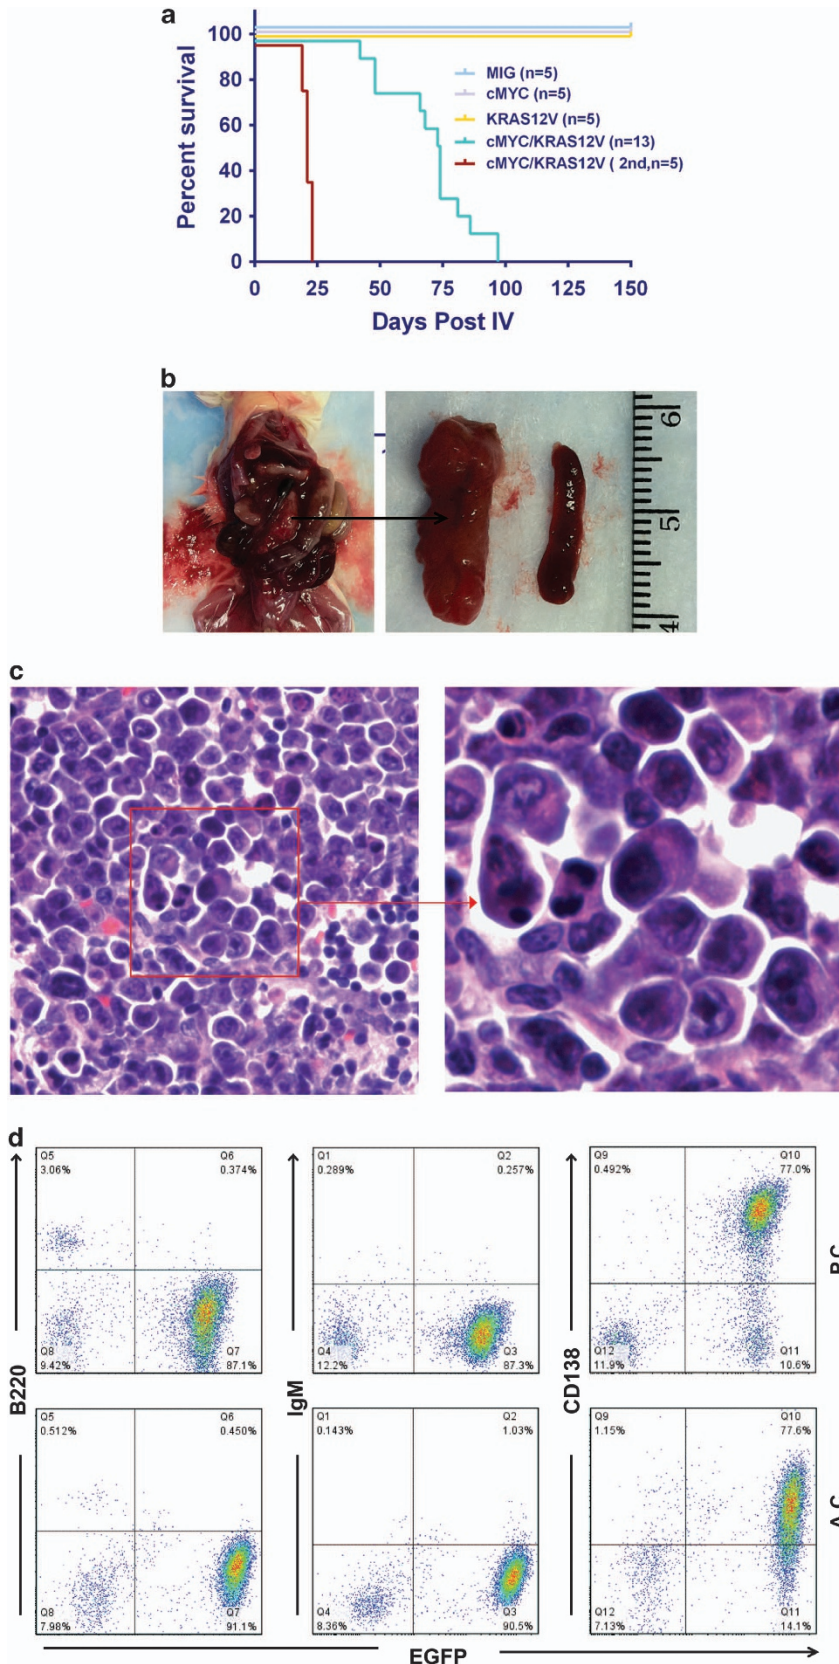 a
Percent survival
100
80
60
40
20
0
0 25 50 75 100 125 150
Days Post IV
MIG (n=5)
cMYC (n=5)
KRAS12V (n=5)
cMYC/KRAS12V (n=13)
cMYC/KRAS12V ( 2nd,n=5)
b
6
5
4
c
d
B220
Q5
3.06%
Q6
0.374%
Q8
9.42%
Q7
87.1%
IgM
Q1
0.289%
Q2
0.257%
Q4
12.2%
Q3
87.3%
CD138
Q9
0.492%
Q10
77.0%
Q12
11.9%
Q11
10.6%
Q5
0.512%
Q6
0.450%
Q8
7.98%
Q7
91.1%
Q1
0.143%
Q2
1.03%
Q4
8.36%
Q3
90.5%
Q9
1.15%
Q10
77.6%
Q12
7.13%
Q11
14.1%
EGFP